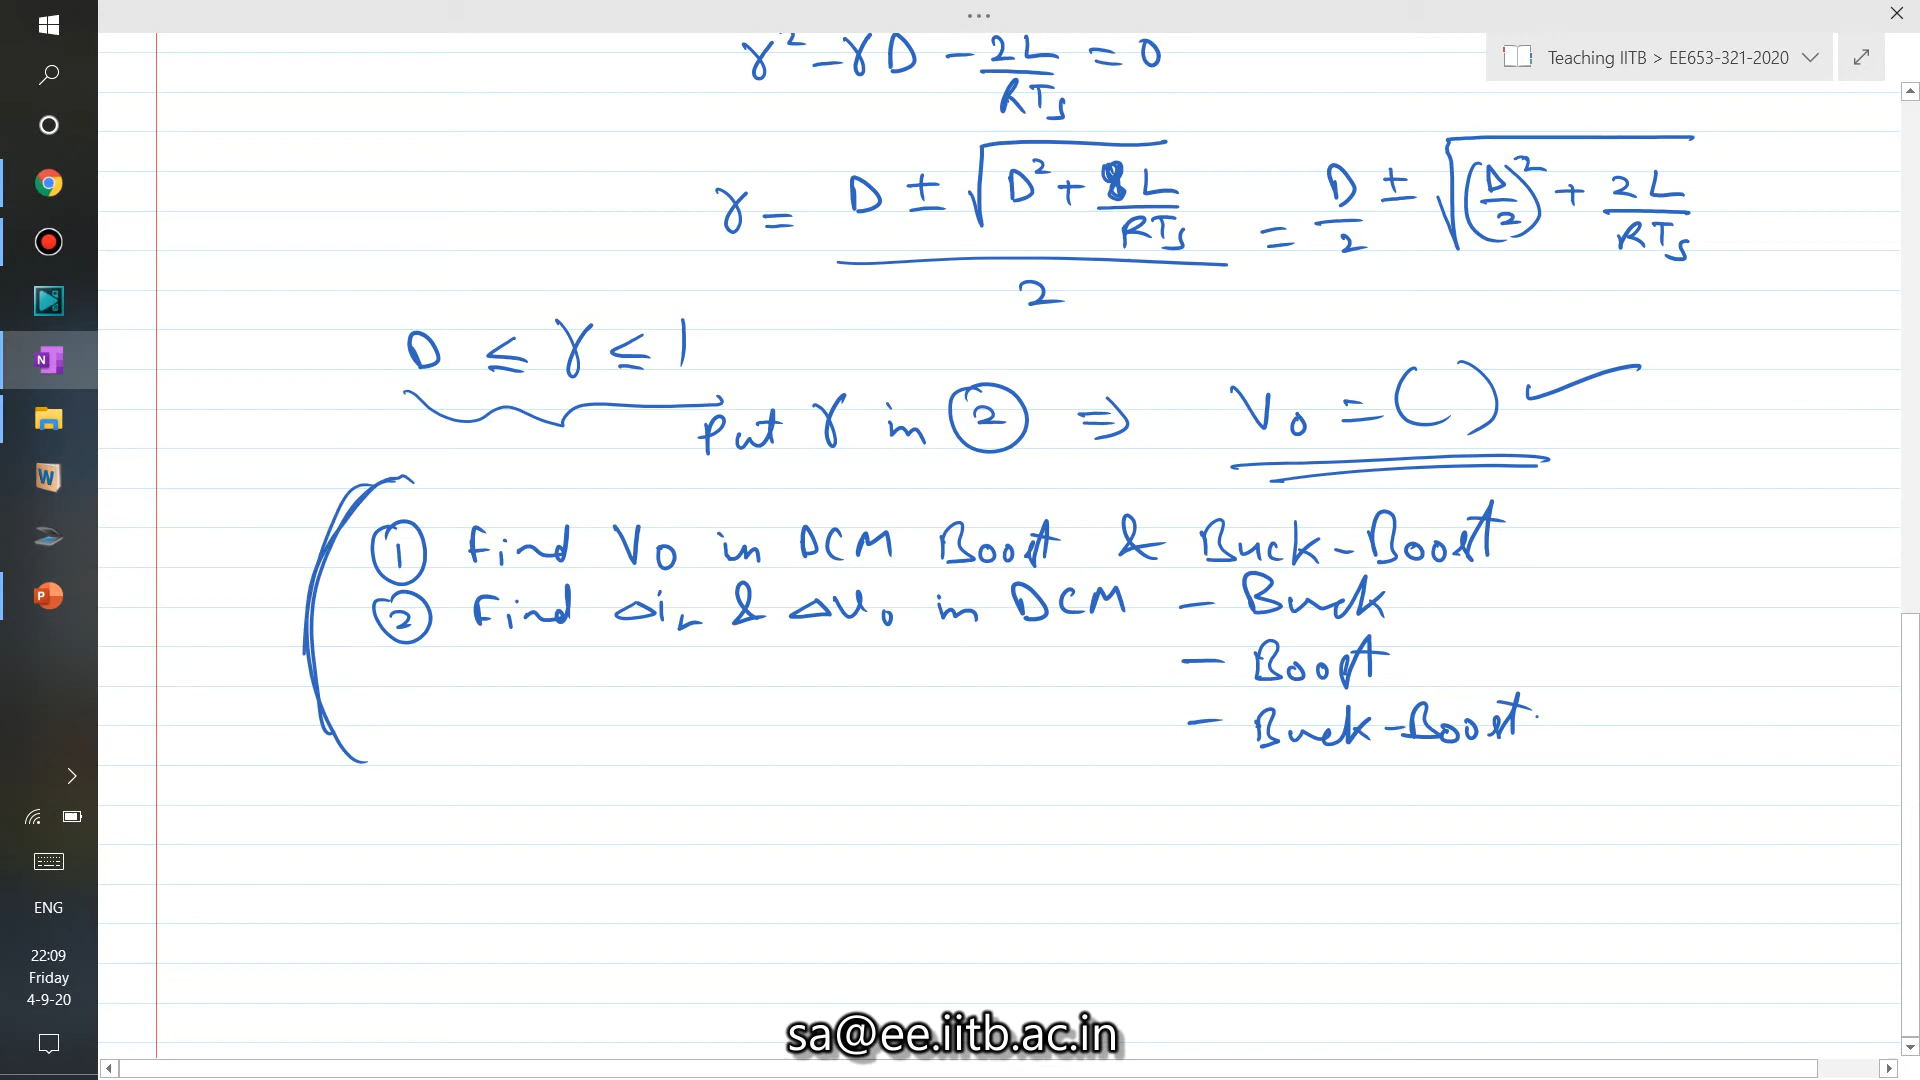 Teaching IITB > EE653-321-2020
γ² - γD - 2L/RTs = 0
γ = (D ± √(D² + 8L/RTs))/2 = D/2 ± √((D/2)² + 2L/RTs)
D ≤ γ ≤ 1
Put γ in ② ⇒ Vo = ( ) ✓
① Find Vo in DCM Boost & Buck-Boost
② Find ΔiL & Δvo in DCM - Buck
- Boost
- Buck-Boost
ENG
22:09
Friday
4-9-20
sa@ee.iitb.ac.in